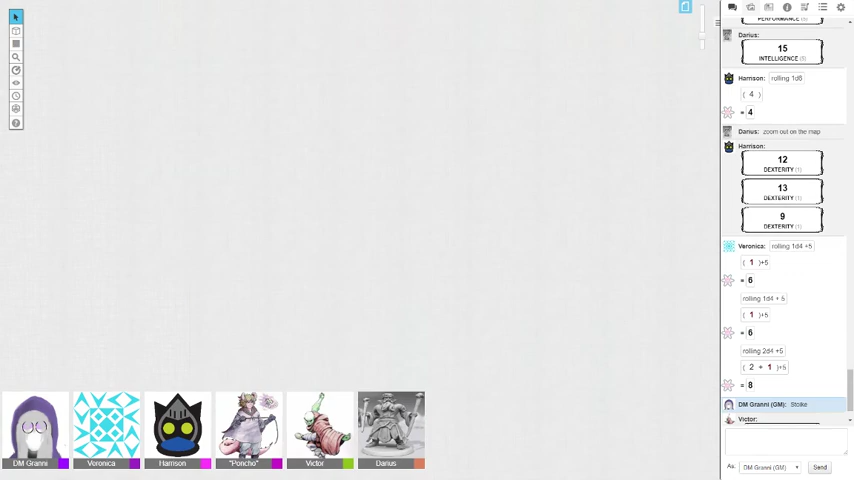 PERFORMANCE
Darius:
15
INTELLIGENCE (5)
Harrison: rolling 1d8
( 4 )
= 4
Darius: zoom out on the map
Harrison:
12
DEXTERITY (1)
13
DEXTERITY (1)
9
DEXTERITY (1)
Veronica: rolling 1d4 +5
( 1 )+5
= 6
rolling 1d4 + 5
( 1 )+5
= 6
rolling 2d4 +5
( 2 + 1 )+5
= 8
DM Granni (GM): Stoike
Victor:
As: DM Granni (GM) Send
DM Granni Veronica Harrison "Poncho" Victor Darius